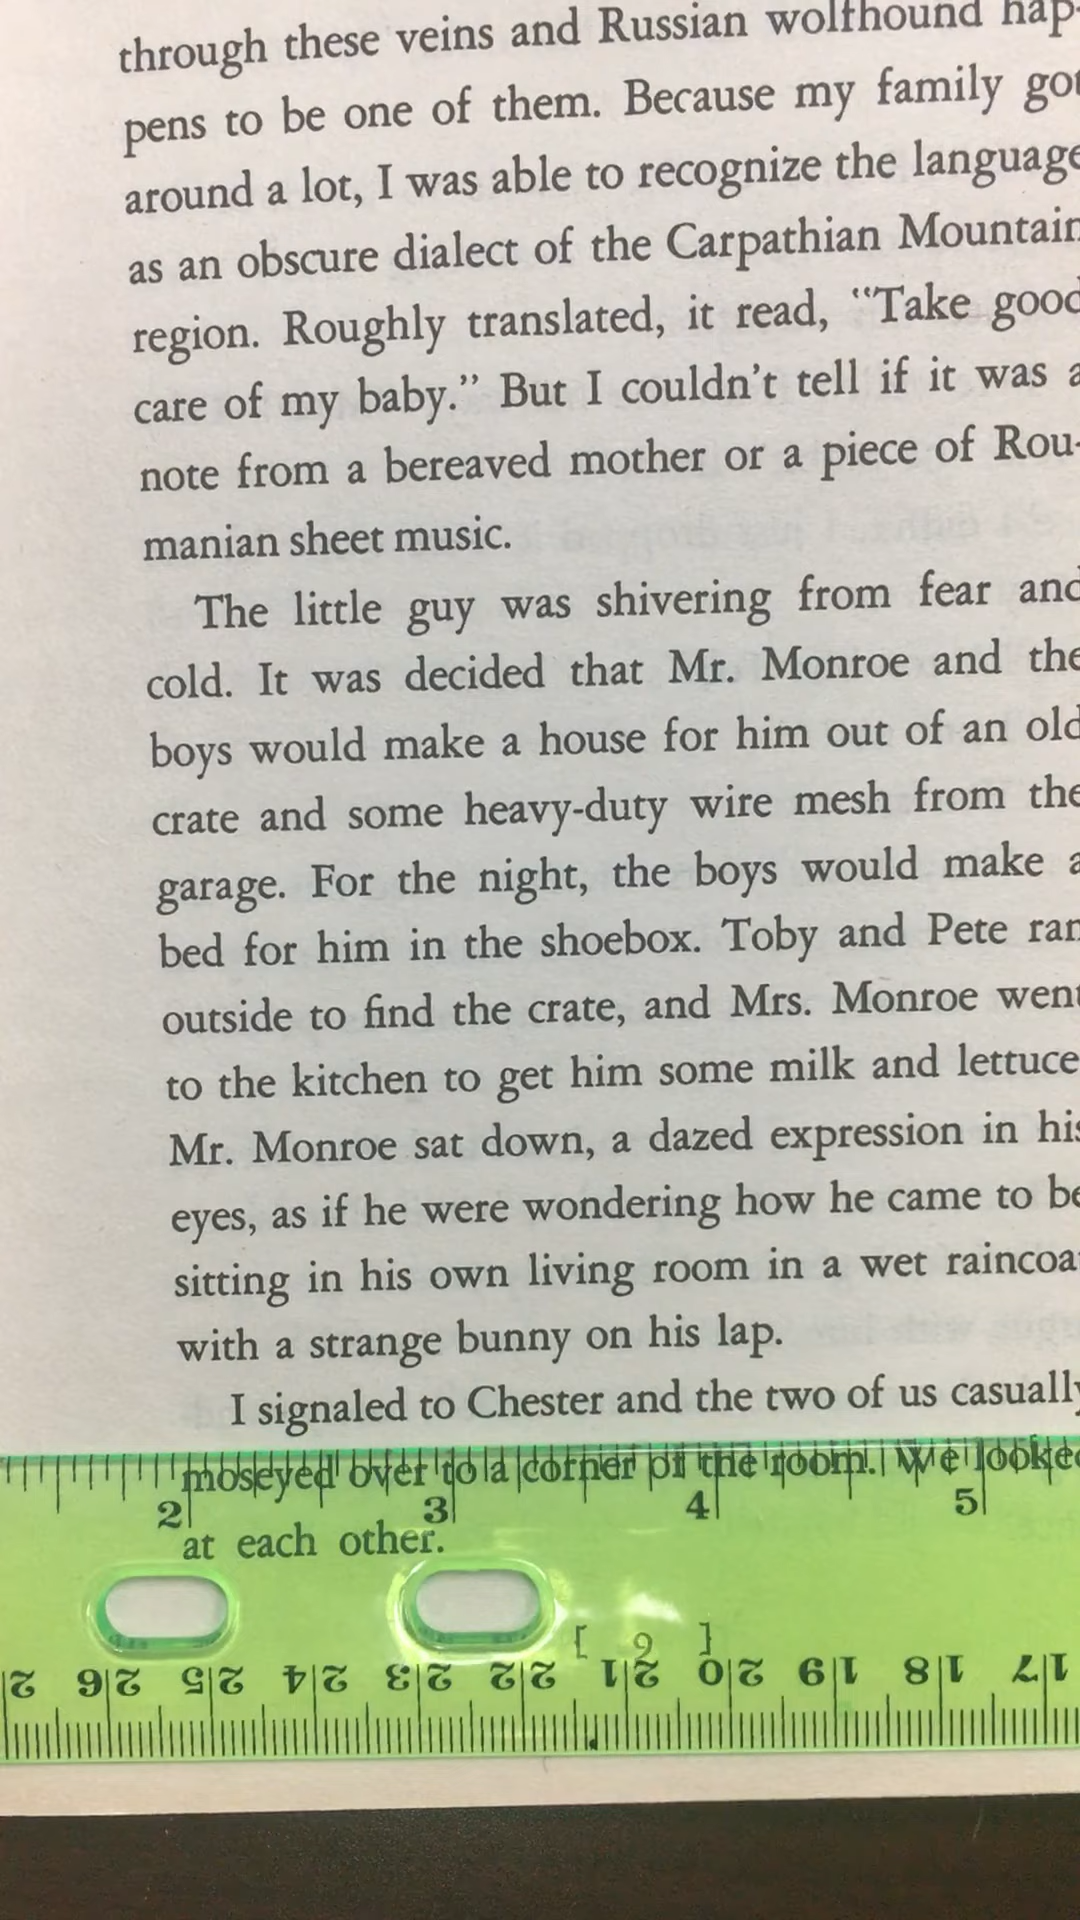 through these veins and Russian wolfhound hap-
pens to be one of them. Because my family got
around a lot, I was able to recognize the language
as an obscure dialect of the Carpathian Mountain
region. Roughly translated, it read, “Take good
care of my baby.” But I couldn’t tell if it was a
note from a bereaved mother or a piece of Rou-
manian sheet music.
The little guy was shivering from fear and
cold. It was decided that Mr. Monroe and the
boys would make a house for him out of an old
crate and some heavy-duty wire mesh from the
garage. For the night, the boys would make a
bed for him in the shoebox. Toby and Pete ran
outside to find the crate, and Mrs. Monroe went
to the kitchen to get him some milk and lettuce
Mr. Monroe sat down, a dazed expression in his
eyes, as if he were wondering how he came to be
sitting in his own living room in a wet raincoat
with a strange bunny on his lap.
I signaled to Chester and the two of us casually
moseyed over to a corner of the room. We looked
2 3 4 5
at each other.
[ 6 ]
26 25 24 23 22 21 20 19 18 17